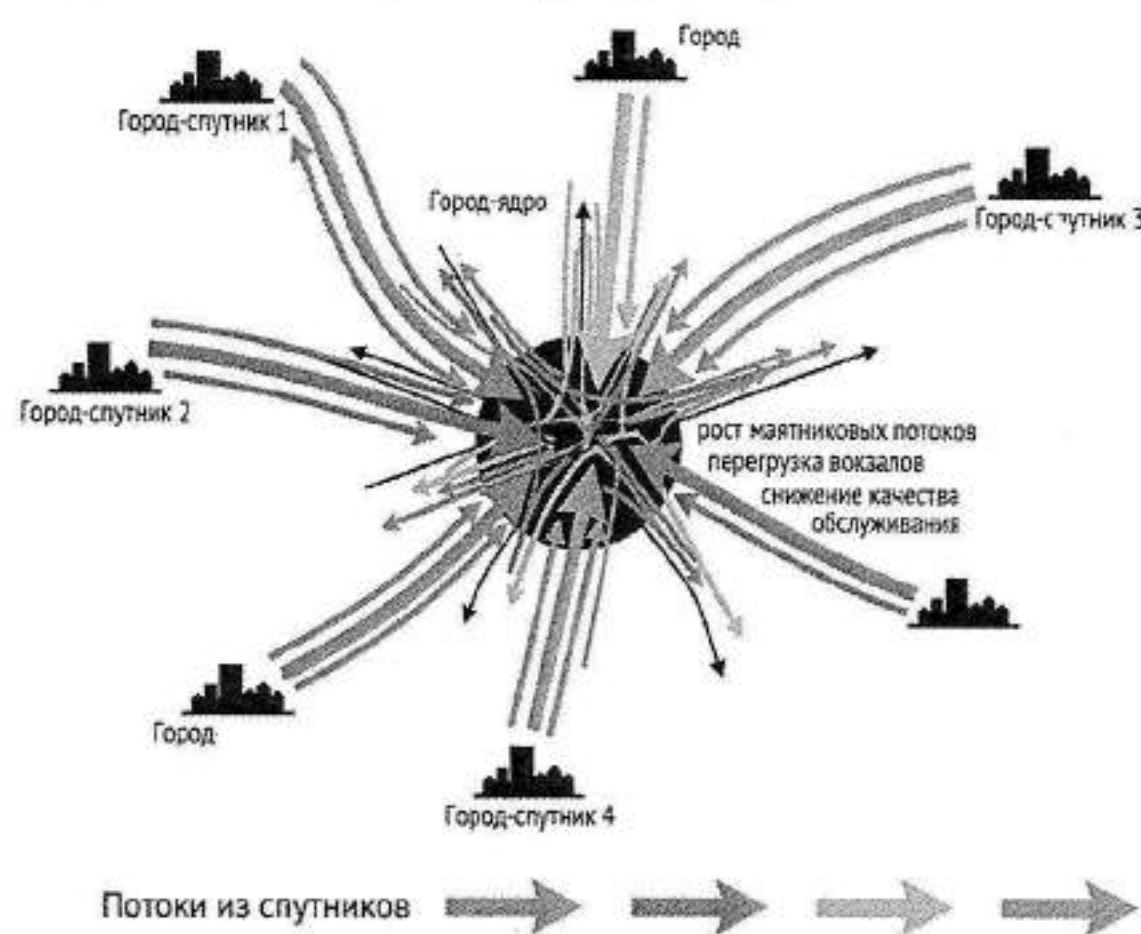 Город
Город-спутник 1
Город-ядро
Город-спутник 3
Город-спутник 2
рост маятниковых потоков
перегрузка вокзалов
снижение качества
обслуживания
Город
Город-спутник 4
Потоки из спутников